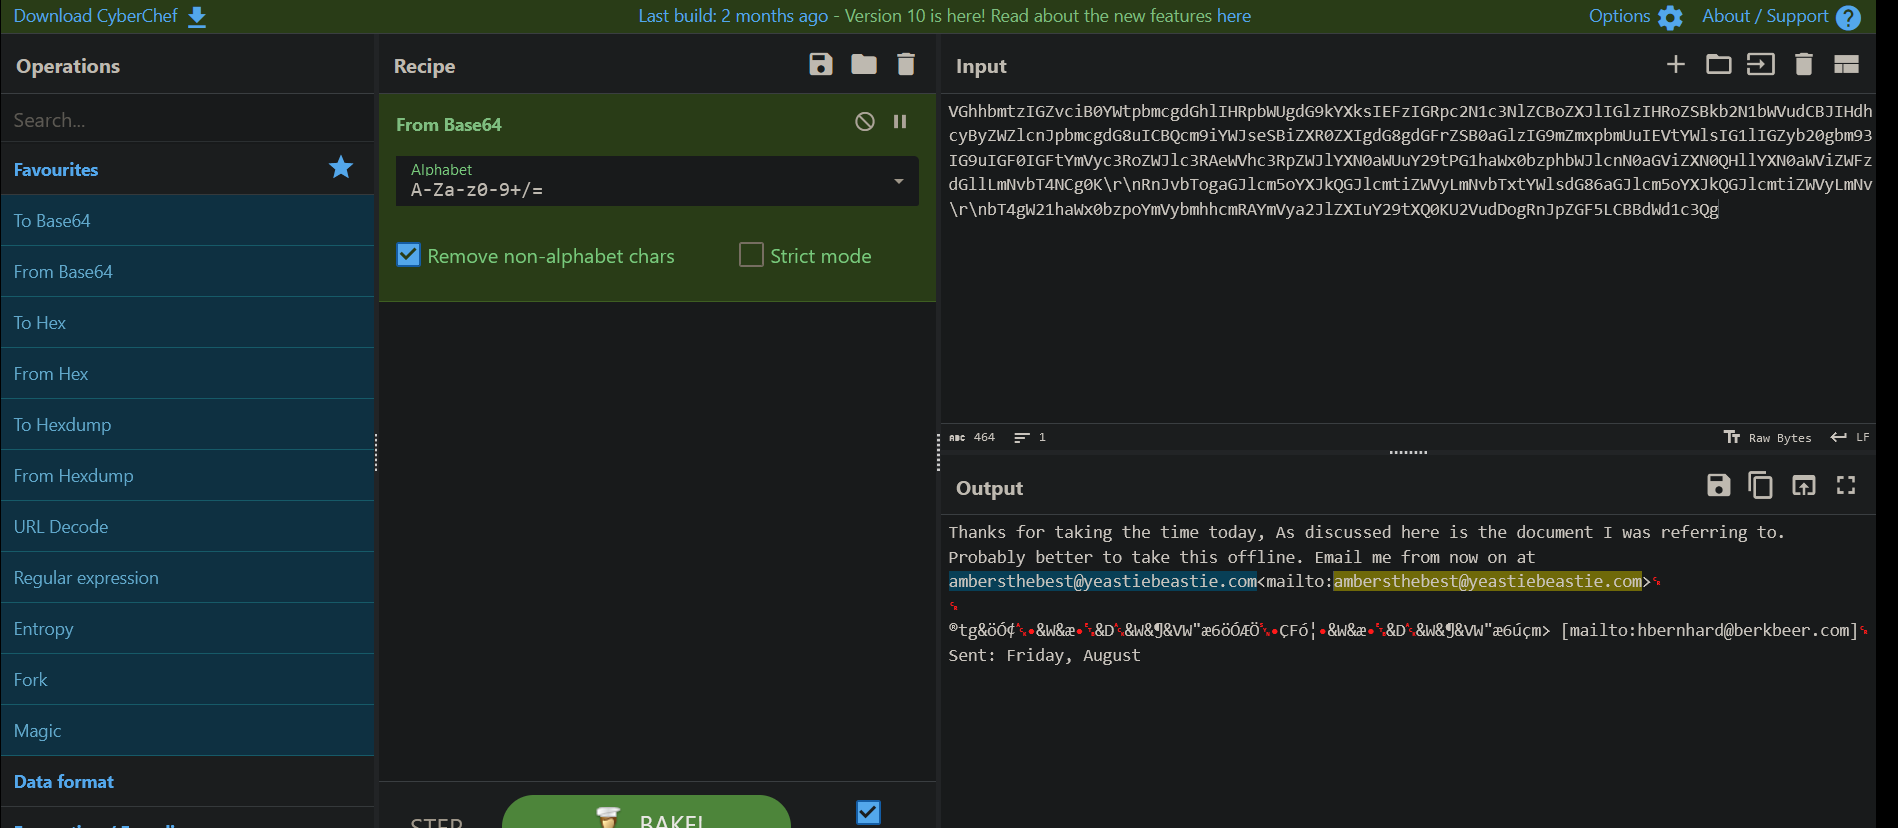 Download CyberChef
Last build: 2 months ago - Version 10 is here! Read about the new features here
Options
About / Support
Operations
Recipe
Input
Search...
Favourites
To Base64
From Base64
To Hex
From Hex
To Hexdump
From Hexdump
URL Decode
Regular expression
Entropy
Fork
Magic
Data format
From Base64
Alphabet
A-Za-z0-9+/=
Remove non-alphabet chars
Strict mode
STEP
BAKE!
VGhhbmtzIGZvciB0YWtpbmcgdGhlIHRpbWUgdG9kYXksIEFzIGRpc2N1c3NlZCBoZXJlIGlzIHRoZSBkb2N1bWVudCBJIHdh
cyByZWZlcnJpbmcgdG8uICBQcm9iYWJseSBiZXR0ZXIgdG8gdGFrZSB0aGlzIG9mZmxpbmUuIEVtYWlsIG1lIGZyb20gbm93
IG9uIGF0IGFtYmVyc3RoZWJlc3RAeWVhc3RpZWJlYXN0aWUuY29tPG1haWx0bzphbWJlcnN0aGViZXN0QHllYXN0aWViZWFz
dGllLmNvbT4NCg0K\r\nRnJvbTogaGJlcm5oYXJkQGJlcmtiZWVyLmNvbTxtYWlsdG86aGJlcm5oYXJkQGJlcmtiZWVyLmNv
\r\nbT4gW21haWx0bzpoYmVybmhhcmRAYmVya2JlZXIuY29tXQ0KU2VudDogRnJpZGF5LCBBdWd1c3Qg
ABC 464
1
Raw Bytes
LF
Output
Thanks for taking the time today, As discussed here is the document I was referring to.
Probably better to take this offline. Email me from now on at
ambersthebest@yeastiebeastie.com<mailto:ambersthebest@yeastiebeastie.com>
®tg&öÓ¢ &W&æ &D &W&¶&VW"æ6öÓÆÖ ÇFó¦ &W&æ &D &W&¶&VW"æ6úçm> [mailto:hbernhard@berkbeer.com]
Sent: Friday, August